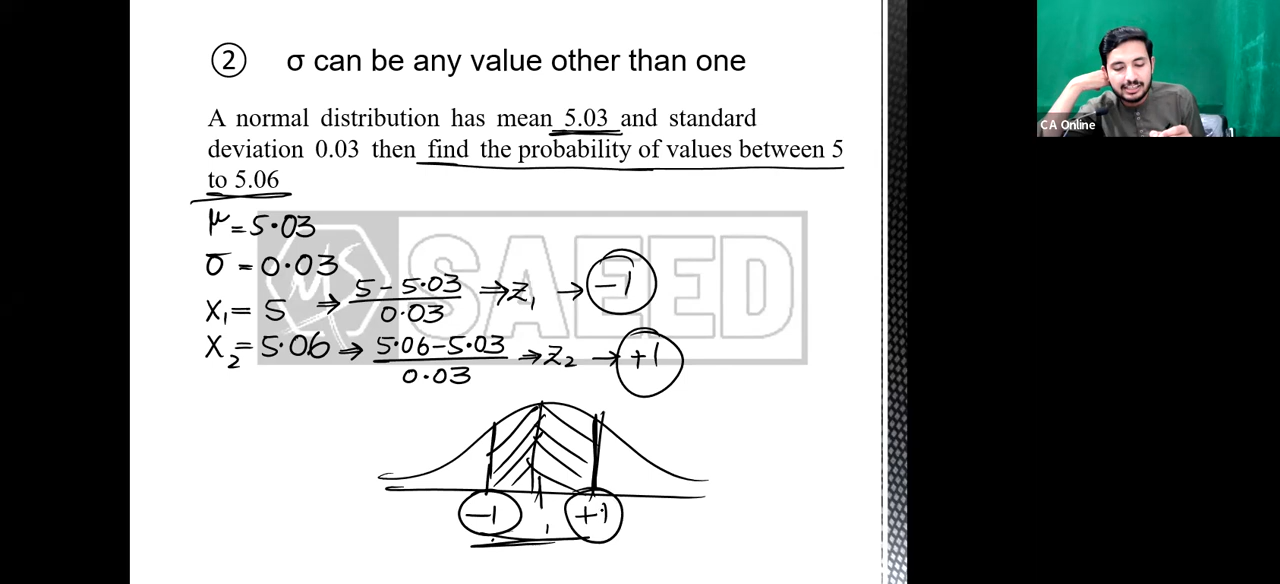 ② σ can be any value other than one
A normal distribution has mean 5.03 and standard
deviation 0.03 then find the probability of values between 5
to 5.06
μ = 5.03
σ = 0.03
X₁ = 5 ⇒ 5 - 5.03 / 0.03 ⇒ Z₁ → -1
X₂ = 5.06 ⇒ 5.06 - 5.03 / 0.03 ⇒ Z₂ → +1
-1 +1
MS SAEED
CA Online